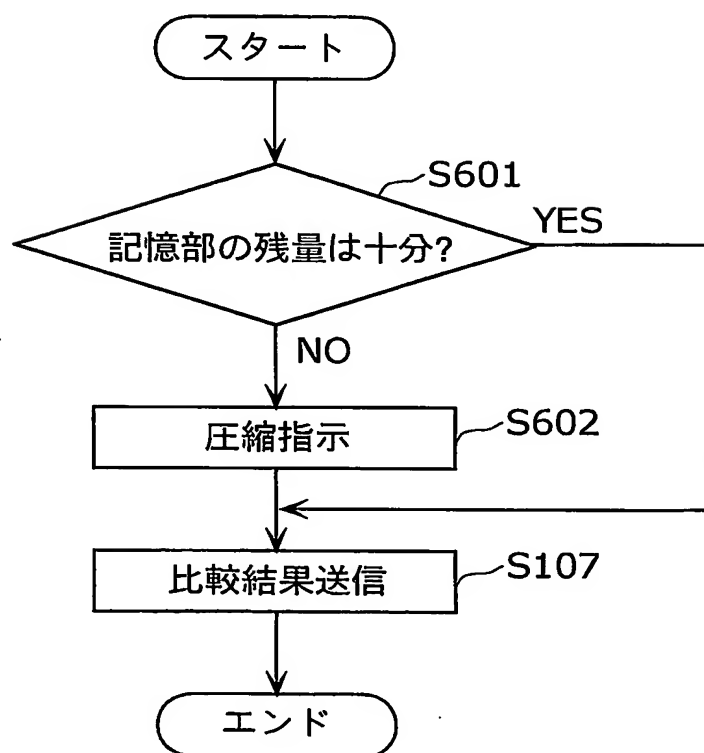 スタート
S601
記憶部の残量は十分?
YES
NO
圧縮指示
S602
比較結果送信
S107
エンド